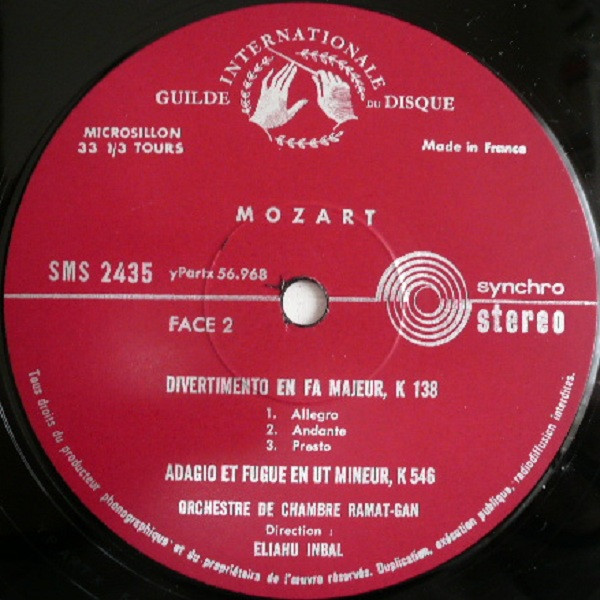 GUILDE INTERNATIONALE DU DISQUE
MICROSILLON
33 1/3 TOURS
Made in France
MOZART
SMS 2435 yPartx 56.968
synchro
stereo
FACE 2
DIVERTIMENTO EN FA MAJEUR, K 138
1. Allegro
2. Andante
3. Presto
ADAGIO ET FUGUE EN UT MINEUR, K 546
ORCHESTRE DE CHAMBRE RAMAT-GAN
Direction :
ELIAHU INBAL
Tous droits du producteur phonographique et du propriétaire de l'œuvre réservés. Duplication, exécution publique, radiodiffusion interdites.